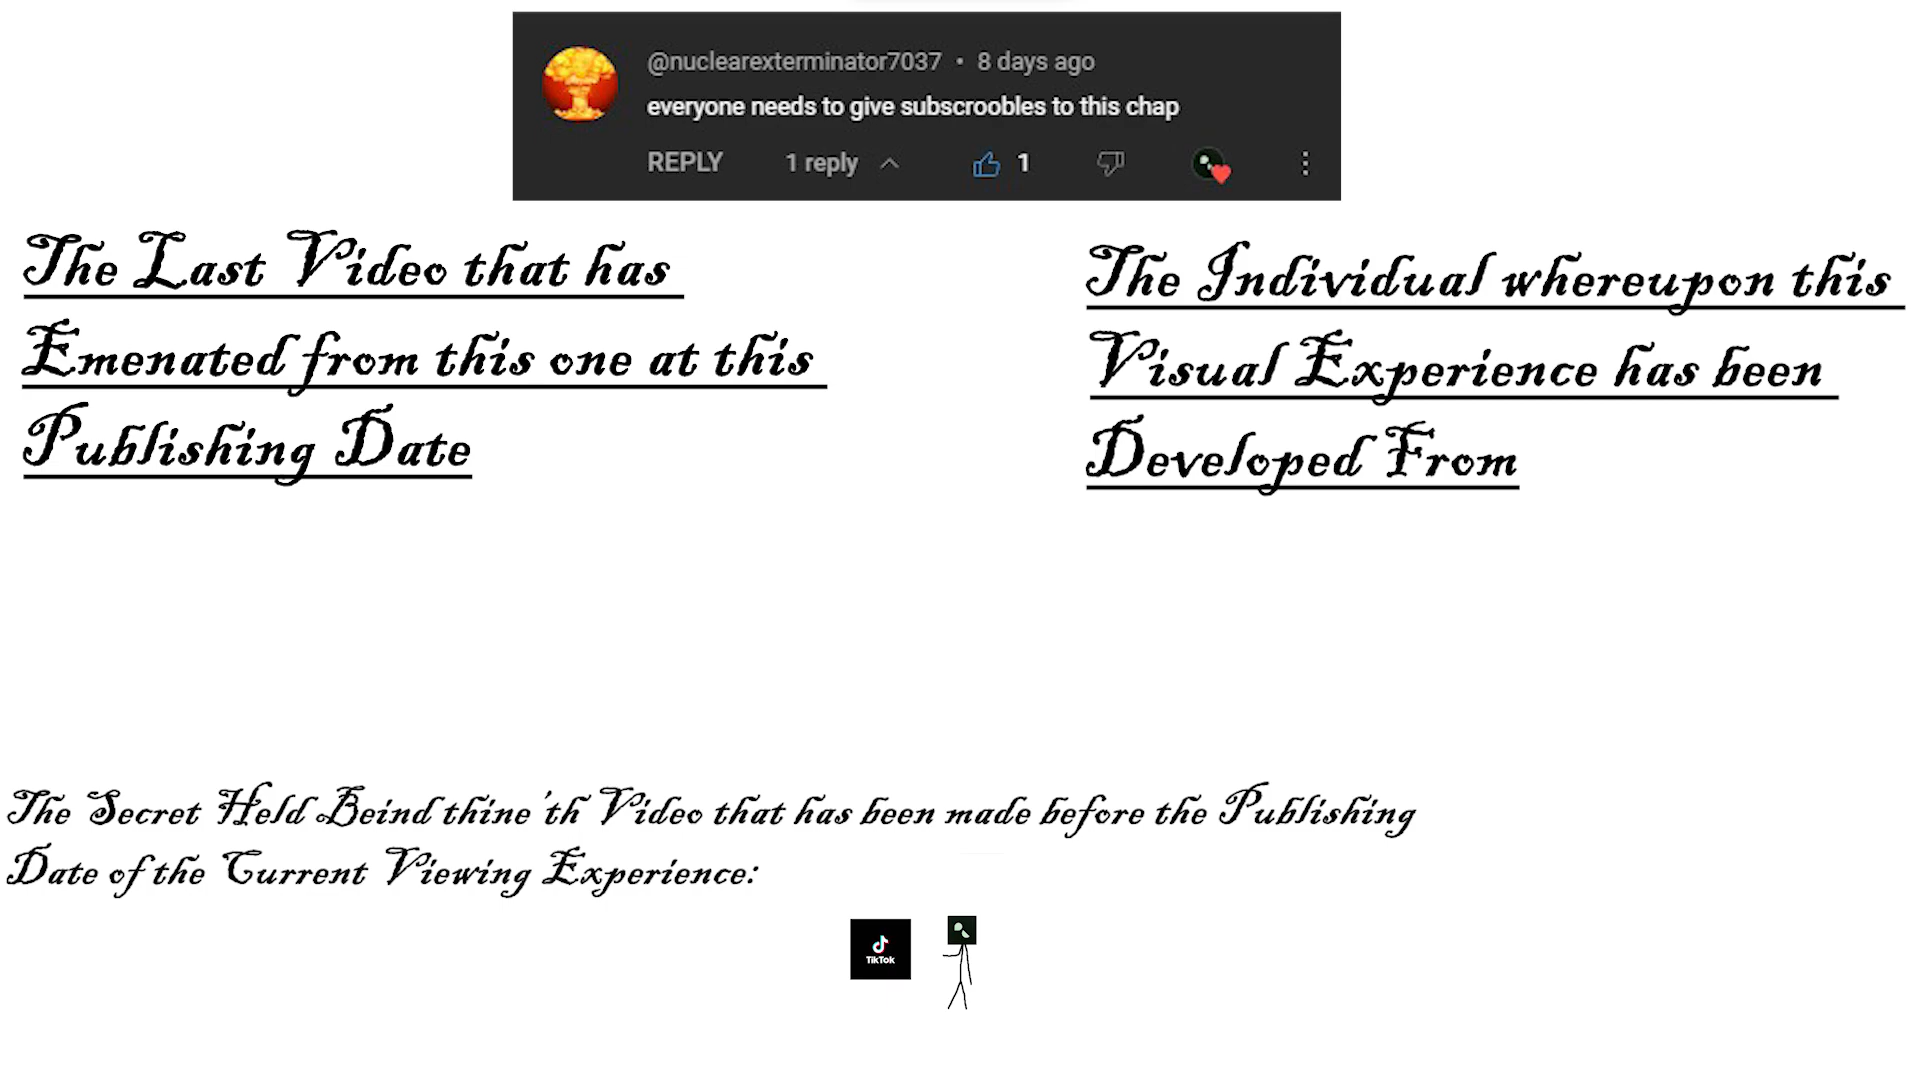 @nuclearexterminator7037 • 8 days ago
everyone needs to give subscroobles to this chap
REPLY 1 reply 1
The Last Video that has
Emenated from this one at this
Publishing Date
The Individual whereupon this
Visual Experience has been
Developed From
The Secret Held Beind thine'th Video that has been made before the Publishing
Date of the Current Viewing Experience:
TikTok